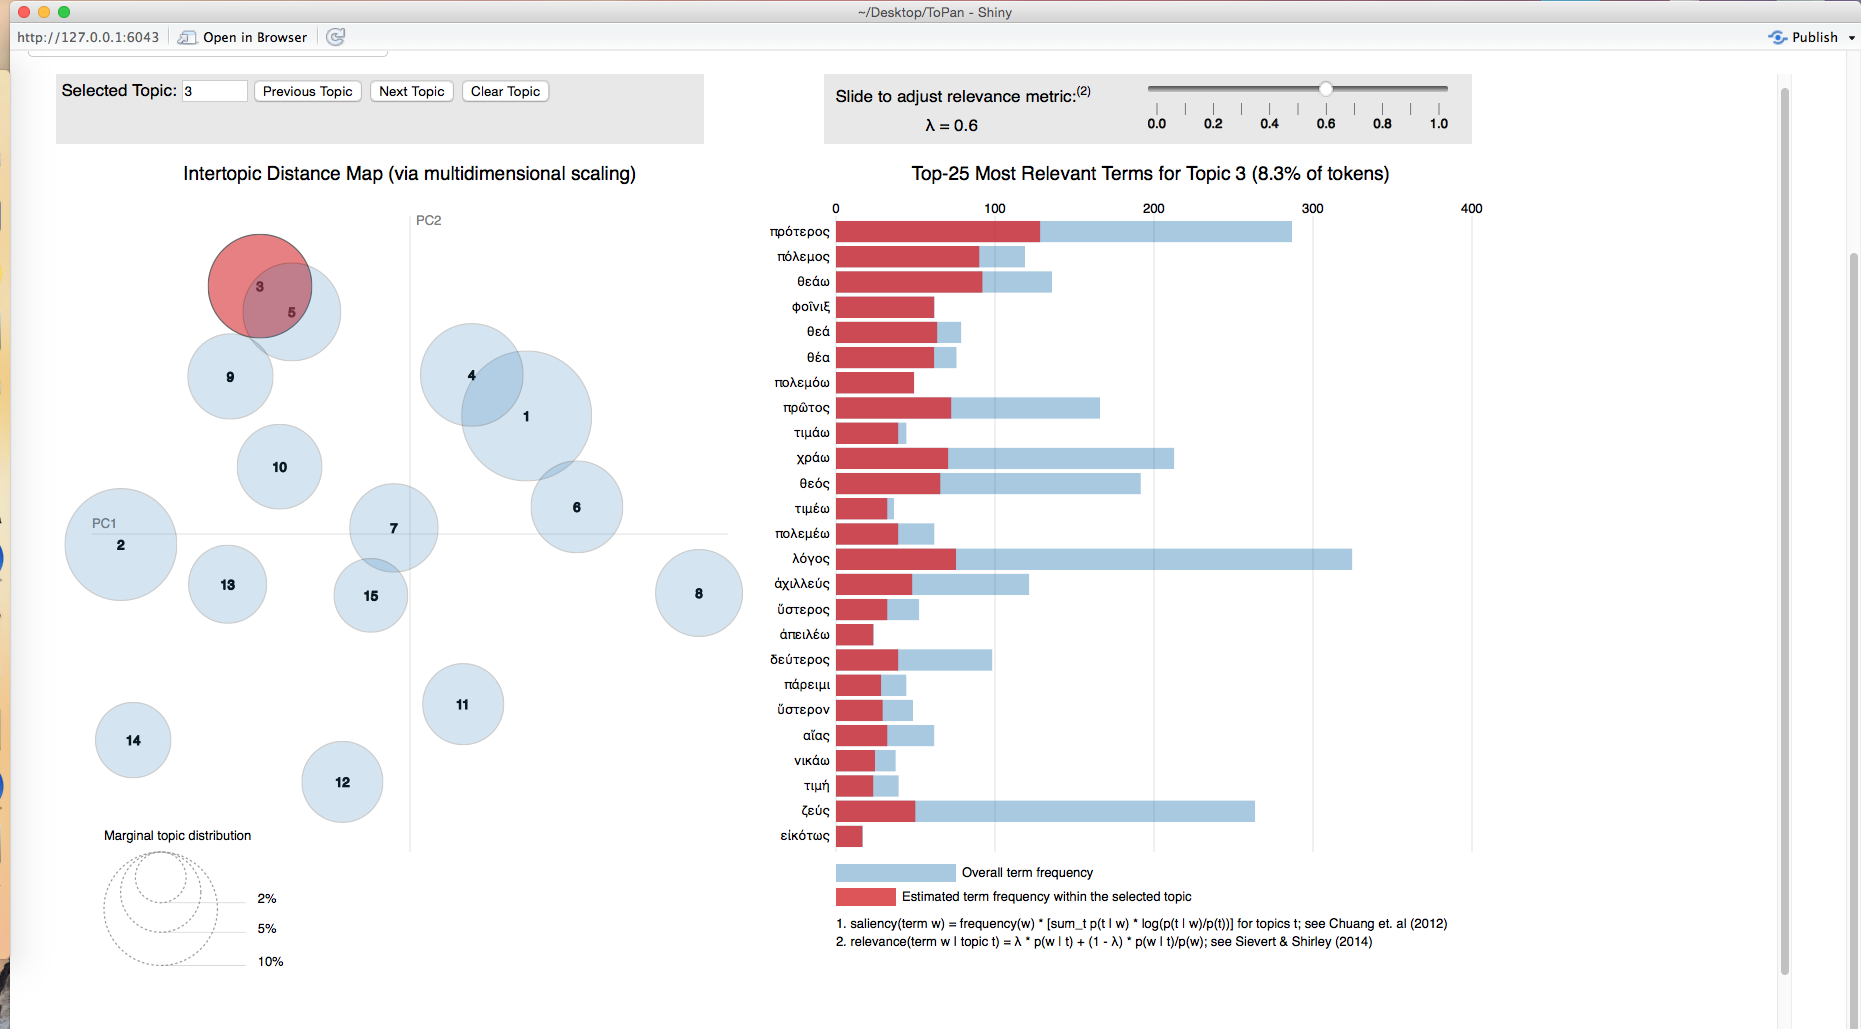 ~/Desktop/ToPan - Shiny
http://127.0.0.1:6043 Open in Browser Publish
Selected Topic: 3 Previous Topic Next Topic Clear Topic
Slide to adjust relevance metric:(2)
λ = 0.6
0.0 0.2 0.4 0.6 0.8 1.0
Intertopic Distance Map (via multidimensional scaling)
PC2
3
5
9
4
1
10
6
7
PC1
2
13
15
8
11
14
12
Marginal topic distribution
2%
5%
10%
Top-25 Most Relevant Terms for Topic 3 (8.3% of tokens)
0 100 200 300 400
πρότερος
πόλεμος
θεάω
φοῖνιξ
θεά
θέα
πολεμόω
πρῶτος
τιμάω
χράω
θεός
τιμέω
πολεμέω
λόγος
ἀχιλλεύς
ὕστερος
ἀπειλέω
δεύτερος
πάρειμι
ὕστερον
αἴας
νικάω
τιμή
ζεύς
εἰκότως
Overall term frequency
Estimated term frequency within the selected topic
1. saliency(term w) = frequency(w) * [sum_t p(t | w) * log(p(t | w)/p(t))] for topics t; see Chuang et. al (2012)
2. relevance(term w | topic t) = λ * p(w | t) + (1 - λ) * p(w | t)/p(w); see Sievert & Shirley (2014)